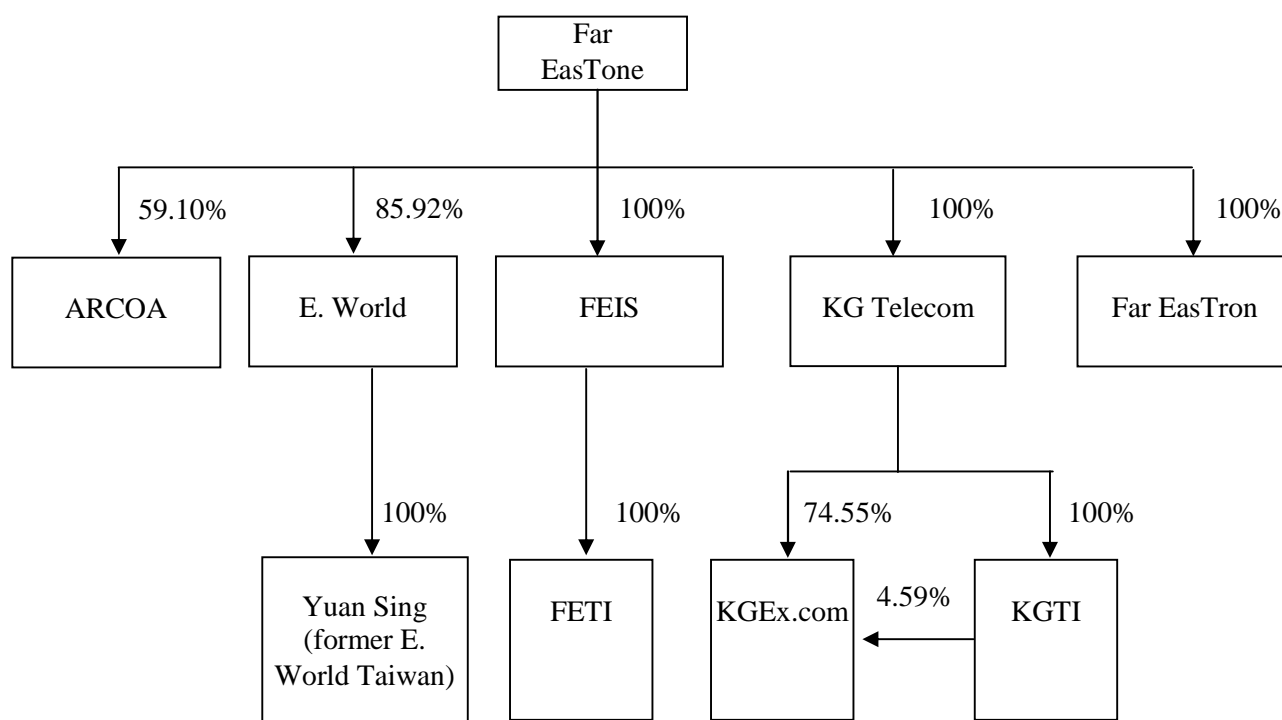 Far
EasTone
59.10%
85.92%
100%
100%
100%
ARCOA
E. World
FEIS
KG Telecom
Far EasTron
100%
100%
74.55%
100%
Yuan Sing
(former E.
World Taiwan)
FETI
KGEx.com
4.59%
KGTI